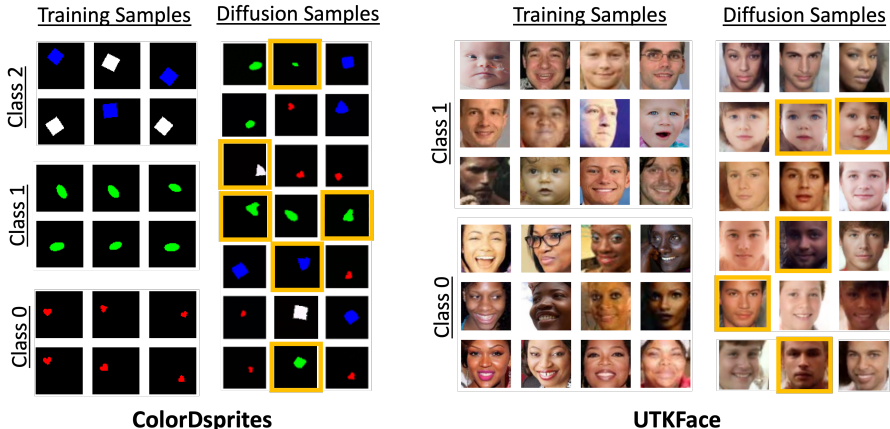 Training Samples
Diffusion Samples
Class 2
Class 1
Class 0
ColorDsprites
Training Samples
Diffusion Samples
Class 1
Class 0
UTKFace